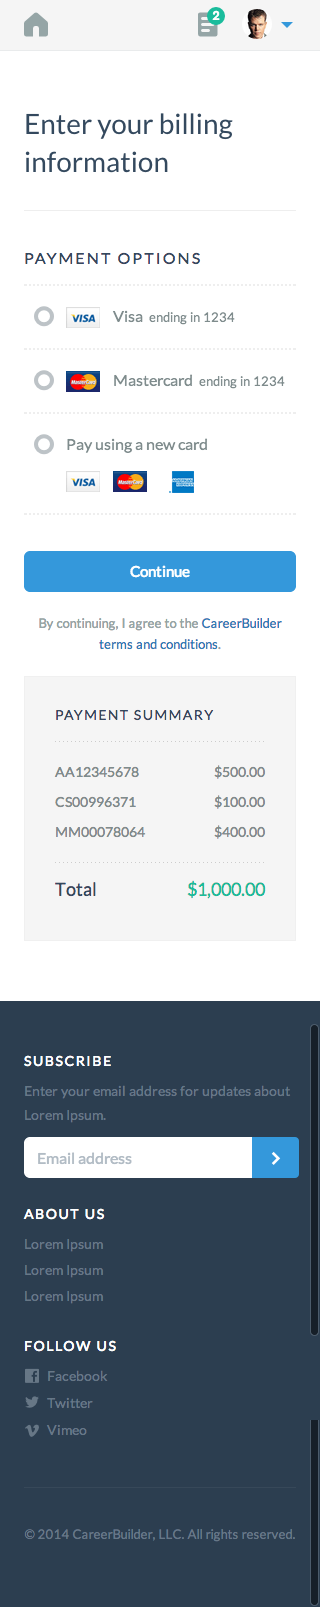 2
Enter your billing
information
PAYMENT OPTIONS
VISA Visa ending in 1234
MasterCard Mastercard ending in 1234
Pay using a new card
VISA MasterCard
Continue
By continuing, I agree to the CareerBuilder
terms and conditions.
PAYMENT SUMMARY
AA12345678 $500.00
CS00996371 $100.00
MM00078064 $400.00
Total $1,000.00
SUBSCRIBE
Enter your email address for updates about
Lorem Ipsum.
Email address
ABOUT US
Lorem Ipsum
Lorem Ipsum
Lorem Ipsum
FOLLOW US
Facebook
Twitter
Vimeo
© 2014 CareerBuilder, LLC. All rights reserved.